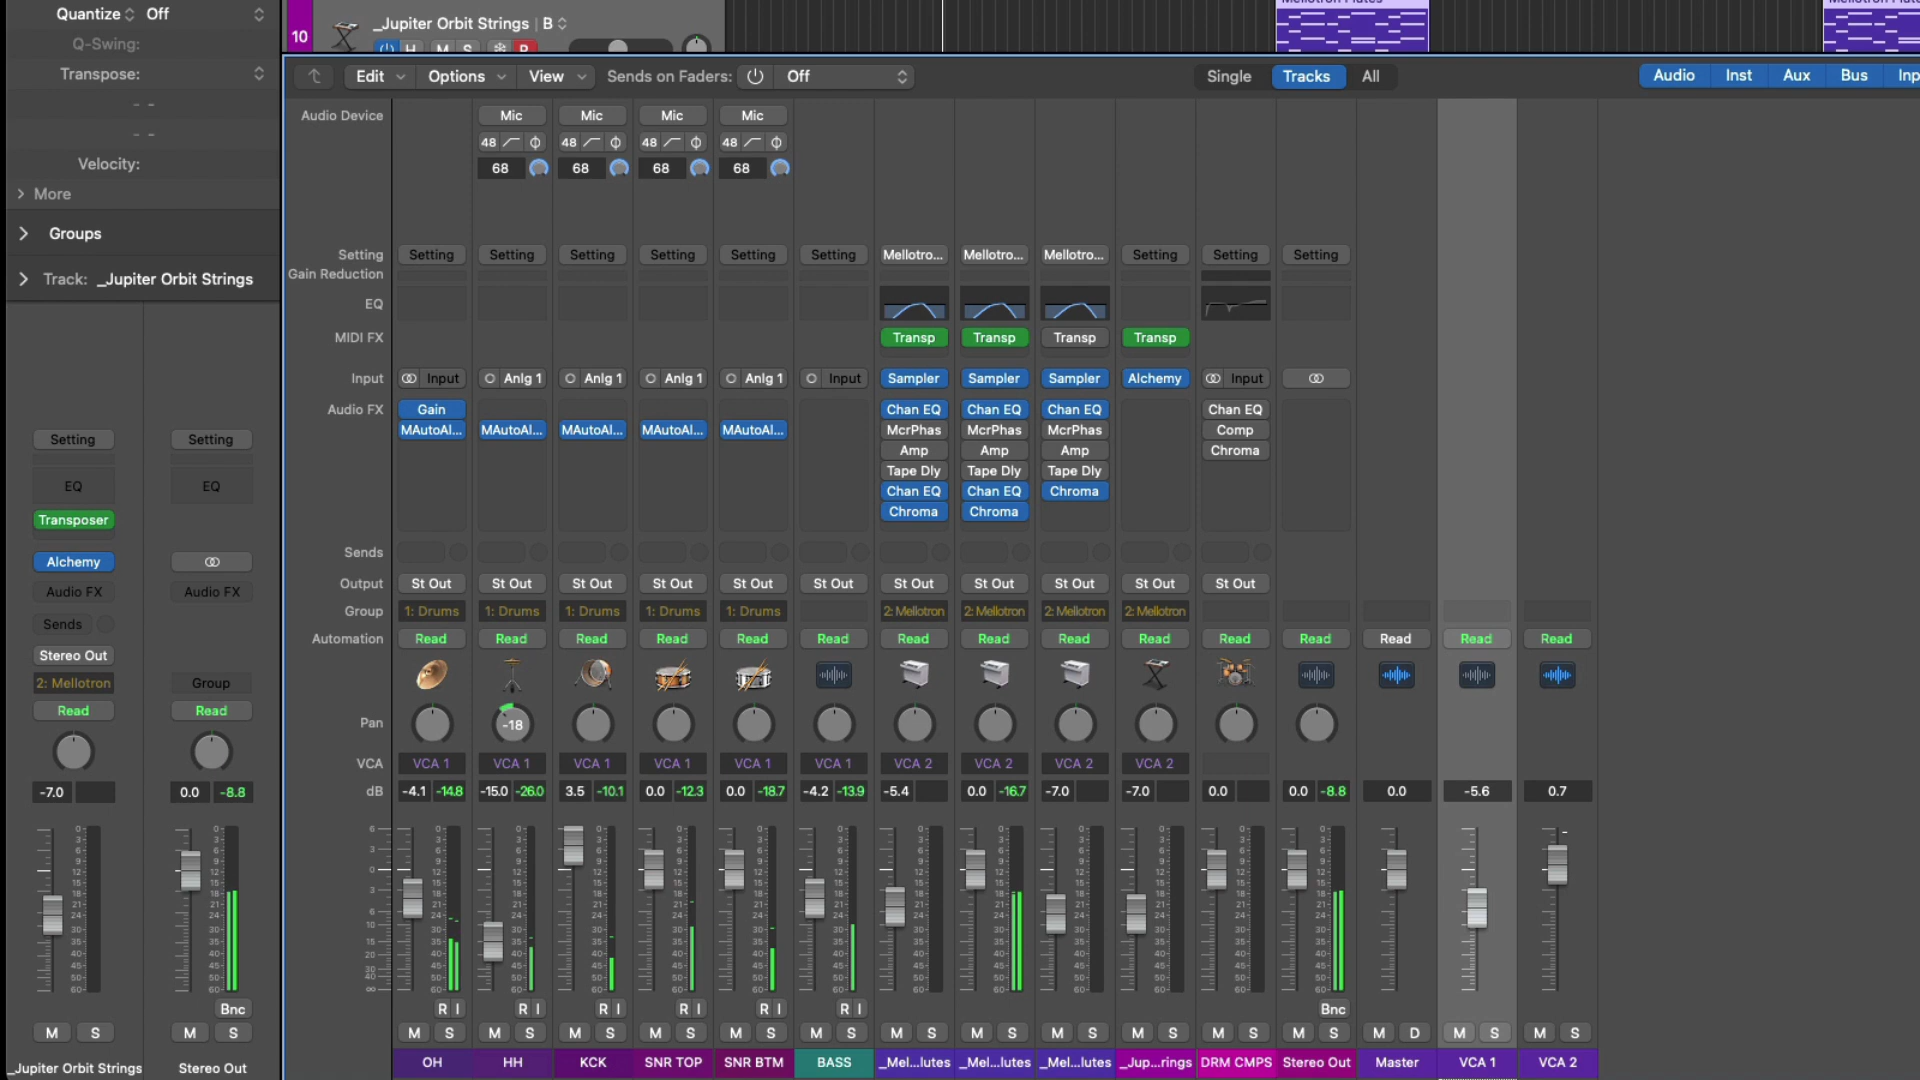 Quantize Off
Q-Swing:
Transpose:
- -
- -
Velocity:
More
Groups
Track: _Jupiter Orbit Strings
10
_Jupiter Orbit Strings | B
H M S R
Edit Options View Sends on Faders: Off Single Tracks All Audio Inst Aux Bus Inp
Audio Device Mic Mic Mic Mic
48 48 48 48
68 68 68 68
Setting Setting Setting Setting Setting Setting Setting Mellotro... Mellotro... Mellotro... Setting Setting Setting
Gain Reduction
EQ
MIDI FX Transp Transp Transp Transp
Input Input Anlg 1 Anlg 1 Anlg 1 Anlg 1 Input Sampler Sampler Sampler Alchemy Input
Audio FX Gain Chan EQ Chan EQ Chan EQ Chan EQ
MAutoAl... MAutoAl... MAutoAl... MAutoAl... MAutoAl... McrPhas McrPhas McrPhas Comp
Amp Amp Amp Chroma
Tape Dly Tape Dly Tape Dly
Chan EQ Chan EQ Chroma
Chroma Chroma
Sends
Output St Out St Out St Out St Out St Out St Out St Out St Out St Out St Out St Out
Group 1: Drums 1: Drums 1: Drums 1: Drums 1: Drums 2: Mellotron 2: Mellotron 2: Mellotron 2: Mellotron
Automation Read Read Read Read Read Read Read Read Read Read Read Read Read Read Read
Pan -18
VCA VCA 1 VCA 1 VCA 1 VCA 1 VCA 1 VCA 1 VCA 2 VCA 2 VCA 2 VCA 2
dB -4.1 -14.8 -15.0 -26.0 3.5 -10.1 0.0 -12.3 0.0 -18.7 -4.2 -13.9 -5.4 0.0 -16.7 -7.0 -7.0 0.0 0.0 -8.8 0.0 -5.6 0.7
R I R I R I R I R I R I Bnc
M S M S M S M S M S M S M S M S M S M S M S M S M D M S M S
OH HH KCK SNR TOP SNR BTM BASS _Mel...lutes _Mel...lutes _Mel...lutes _Jup...rings DRM CMPS Stereo Out Master VCA 1 VCA 2
Setting Setting
EQ EQ
Transposer
Alchemy
Audio FX Audio FX
Sends
Stereo Out
2: Mellotron Group
Read Read
-7.0 0.0 -8.8
Bnc
M S M S
_Jupiter Orbit Strings Stereo Out